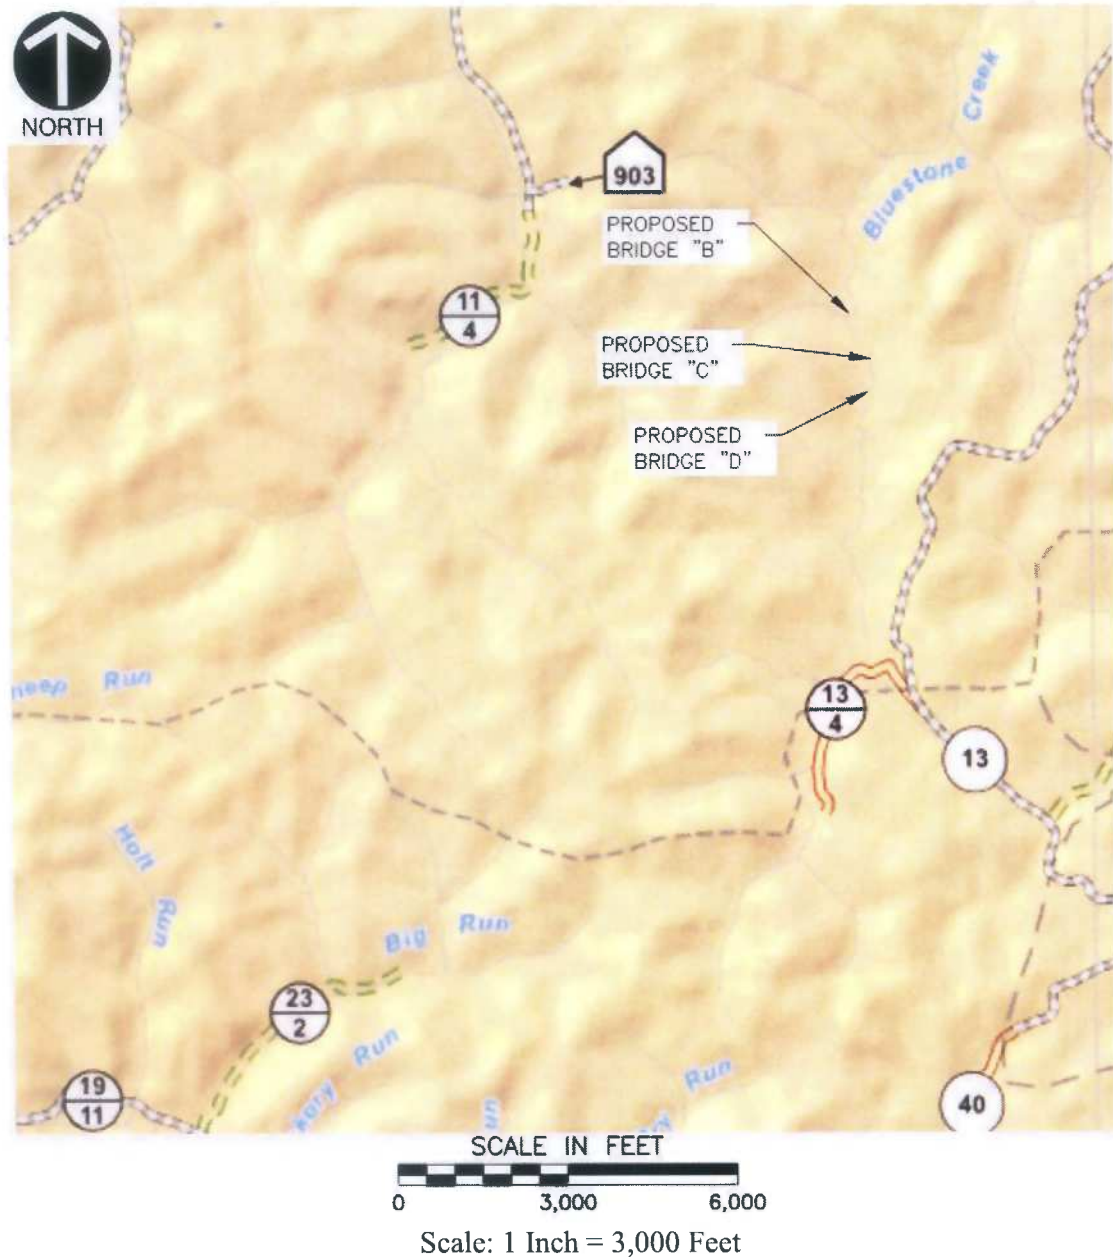 NORTH
Creek
Bluestone
903
PROPOSED
BRIDGE "B"
11
4
PROPOSED
BRIDGE "C"
PROPOSED
BRIDGE "D"
Run
13
4
13
Holt
Run
Big Run
23
2
Run
Run
19
11
40
SCALE IN FEET
0 3,000 6,000
Scale: 1 Inch = 3,000 Feet